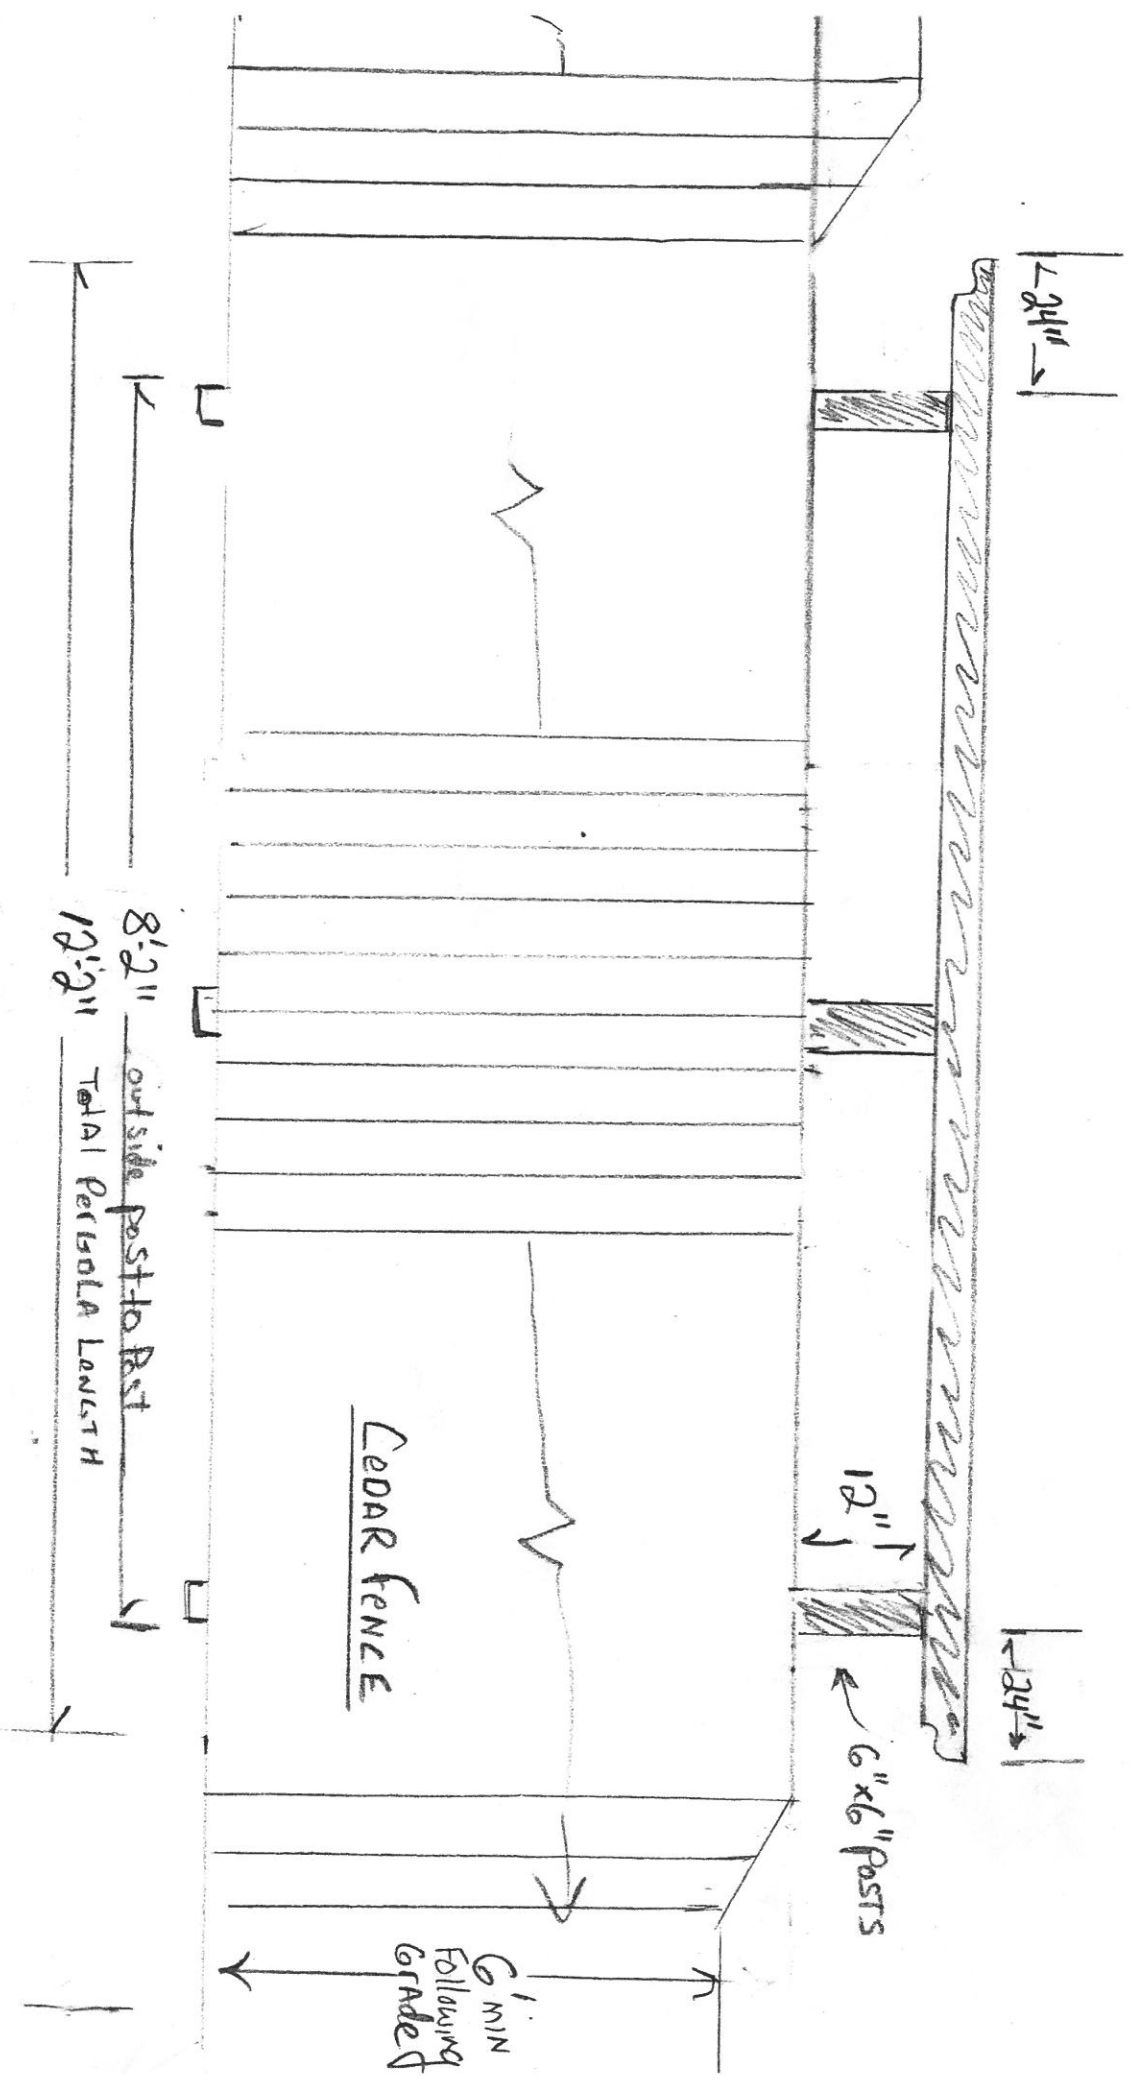 24"
24"
12"
6"x6" Posts
Cedar Fence
6' MIN
Following
Grade
8'-2" outside post-to Post
12'-2" Total Pergola Length